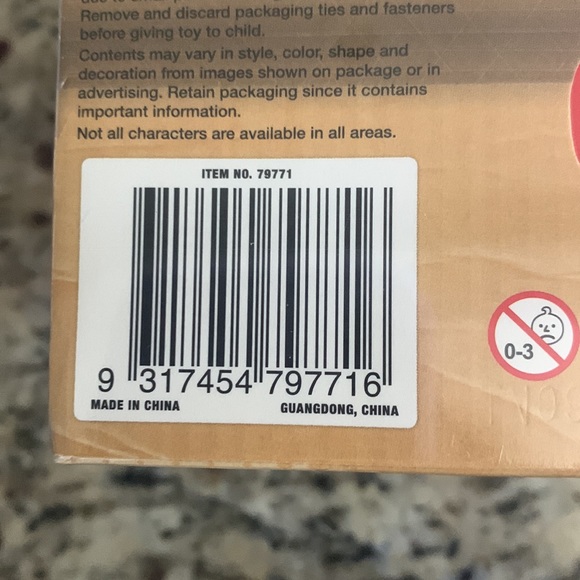 Remove and discard packaging ties and fasteners
before giving toy to child.
Contents may vary in style, color, shape and
decoration from images shown on package or in
advertising. Retain packaging since it contains
important information.
Not all characters are available in all areas.
ITEM NO. 79771
9 317454 797716
MADE IN CHINA
GUANGDONG, CHINA
0-3